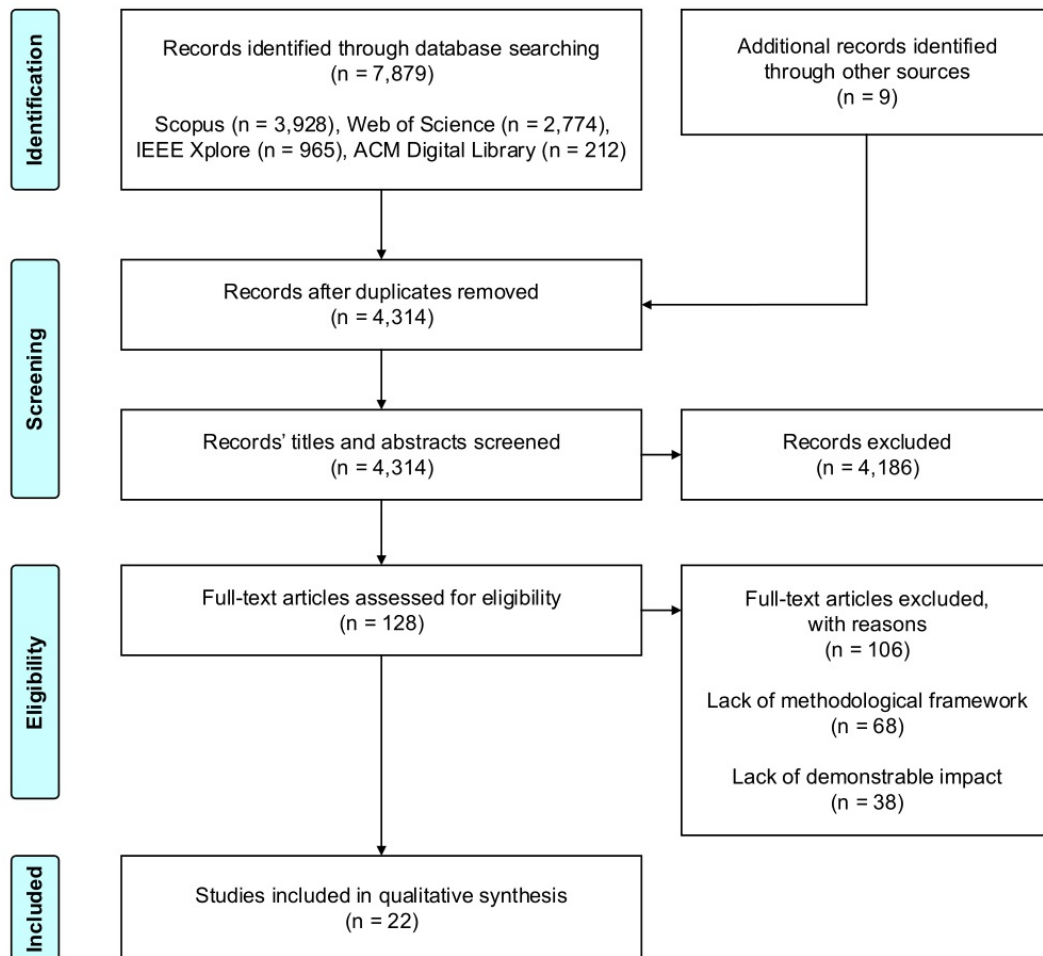 Identification
Records identified through database searching
(n = 7,879)
Scopus (n = 3,928), Web of Science (n = 2,774),
IEEE Xplore (n = 965), ACM Digital Library (n = 212)
Additional records identified
through other sources
(n = 9)
Screening
Records after duplicates removed
(n = 4,314)
Records’ titles and abstracts screened
(n = 4,314)
Records excluded
(n = 4,186)
Eligibility
Full-text articles assessed for eligibility
(n = 128)
Full-text articles excluded,
with reasons
(n = 106)
Lack of methodological framework
(n = 68)
Lack of demonstrable impact
(n = 38)
Included
Studies included in qualitative synthesis
(n = 22)